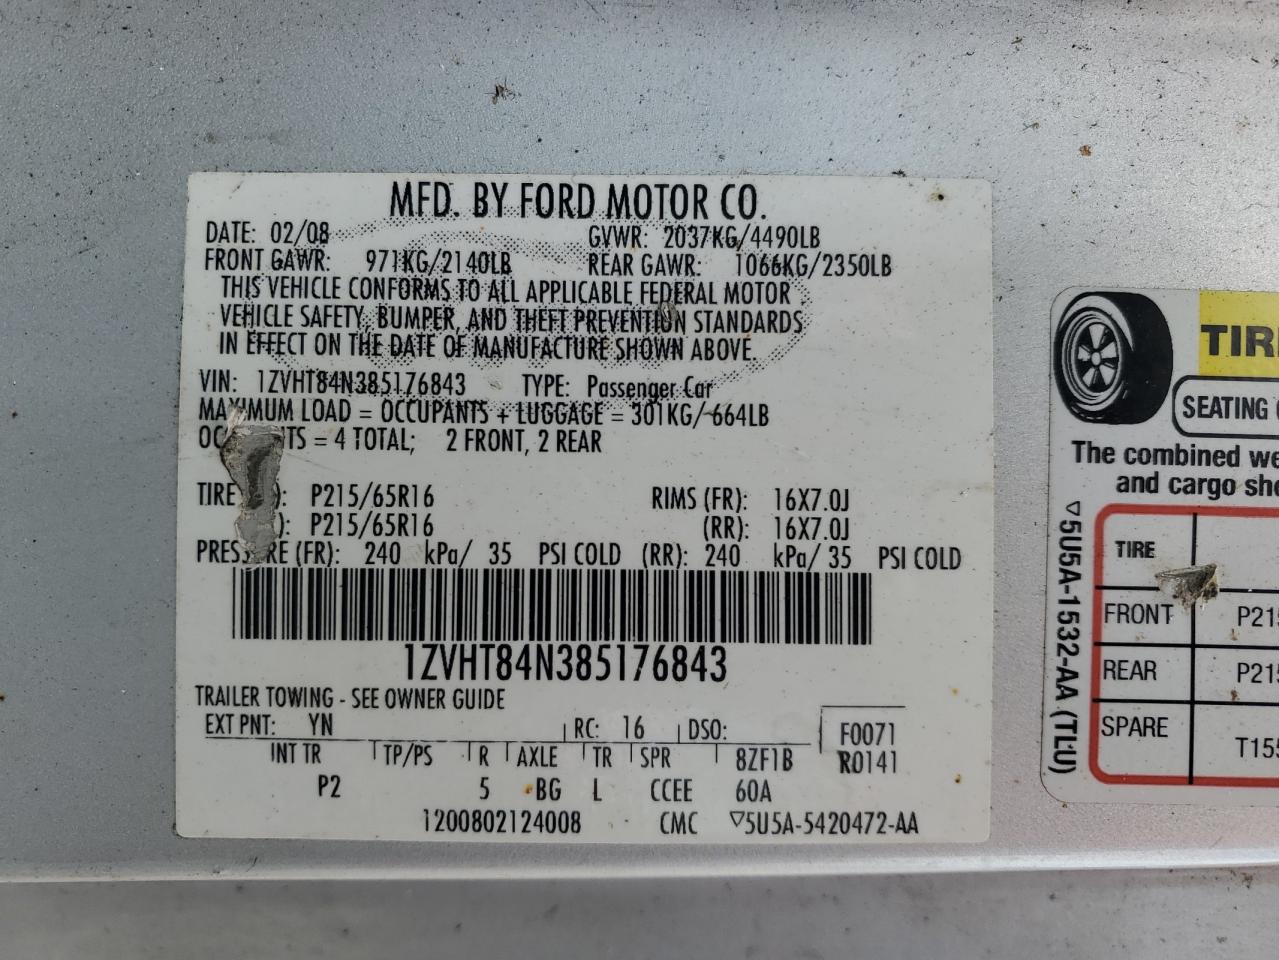 MFD. BY FORD MOTOR CO.
DATE: 02/08 GVWR: 2037KG/4490LB
FRONT GAWR: 971KG/2140LB REAR GAWR: 1066KG/2350LB
THIS VEHICLE CONFORMS TO ALL APPLICABLE FEDERAL MOTOR
VEHICLE SAFETY, BUMPER, AND THEFT PREVENTION STANDARDS
IN EFFECT ON THE DATE OF MANUFACTURE SHOWN ABOVE.
VIN: 1ZVHT84N385176843 TYPE: Passenger Car
MAXIMUM LOAD = OCCUPANTS + LUGGAGE = 301KG/ 664LB
= 4 TOTAL; 2 FRONT, 2 REAR
TIRE P215/65R16 RIMS (FR): 16X7.0J
P215/65R16 (RR): 16X7.0J
PRESSURE (FR): 240 kPa/ 35 PSI COLD (RR): 240 kPa/ 35 PSI COLD
1ZVHT84N385176843
TRAILER TOWING - SEE OWNER GUIDE
EXT PNT: YN RC: 16 DSO: F0071
INT TR TP/PS R AXLE TR SPR 8ZF1B R0141
P2 5 BG L CCEE 60A
1200802124008 CMC ▽5U5A-5420472-AA
TIR
SEATING
The combined we
and cargo sho
TIRE
FRONT P215
REAR P215
SPARE T155
▽5U5A-1532-AA (TLU)